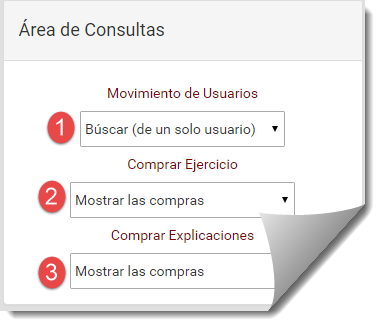 Área de Consultas
Movimiento de Usuarios
1 Búscar (de un solo usuario)
Comprar Ejercicio
2 Mostrar las compras
Comprar Explicaciones
3 Mostrar las compras